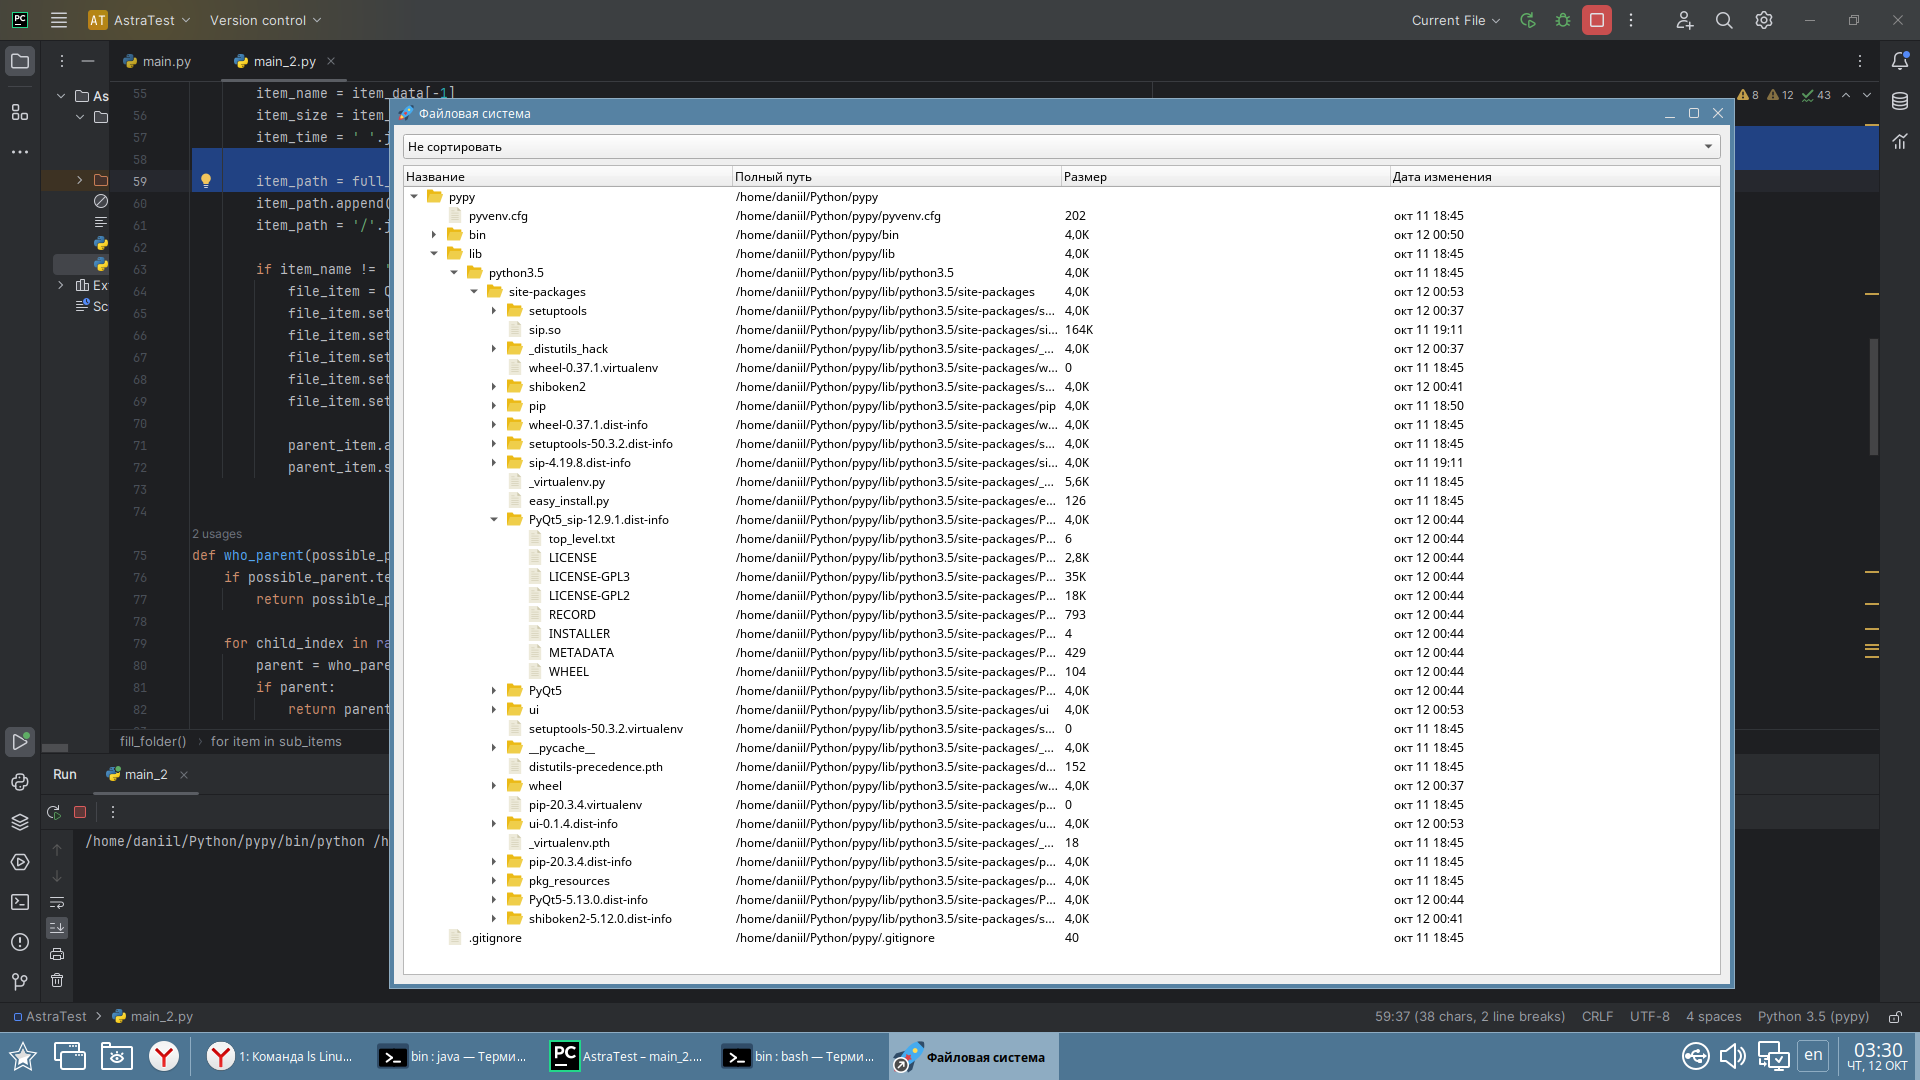 PC
AT AstraTest
Version control
Current File
main.py
main_2.py
As
Ex
Sc
8 12 43
55 item_name = item_data[-1]
56 item_size = item_
57 item_time = ' '.j
58
59 item_path = full_
60 item_path.append(
61 item_path = '/'.j
62
63 if item_name != '
64 file_item = Q
65 file_item.set
66 file_item.set
67 file_item.set
68 file_item.set
69 file_item.set
70
71 parent_item.a
72 parent_item.s
73
74
2 usages
75 def who_parent(possible_p
76 if possible_parent.te
77 return possible_p
78
79 for child_index in ra
80 parent = who_pare
81 if parent:
82 return parent
fill_folder() › for item in sub_items
Файловая система
Не сортировать
Название Полный путь Размер Дата изменения
pypy /home/daniil/Python/pypy
pyvenv.cfg /home/daniil/Python/pypy/pyvenv.cfg 202 окт 11 18:45
bin /home/daniil/Python/pypy/bin 4,0K окт 12 00:50
lib /home/daniil/Python/pypy/lib 4,0K окт 11 18:45
python3.5 /home/daniil/Python/pypy/lib/python3.5 4,0K окт 11 18:45
site-packages /home/daniil/Python/pypy/lib/python3.5/site-packages 4,0K окт 12 00:53
setuptools /home/daniil/Python/pypy/lib/python3.5/site-packages/s... 4,0K окт 12 00:37
sip.so /home/daniil/Python/pypy/lib/python3.5/site-packages/si... 164K окт 11 19:11
_distutils_hack /home/daniil/Python/pypy/lib/python3.5/site-packages/_... 4,0K окт 12 00:37
wheel-0.37.1.virtualenv /home/daniil/Python/pypy/lib/python3.5/site-packages/w... 0 окт 11 18:45
shiboken2 /home/daniil/Python/pypy/lib/python3.5/site-packages/s... 4,0K окт 12 00:41
pip /home/daniil/Python/pypy/lib/python3.5/site-packages/pip 4,0K окт 11 18:50
wheel-0.37.1.dist-info /home/daniil/Python/pypy/lib/python3.5/site-packages/w... 4,0K окт 11 18:45
setuptools-50.3.2.dist-info /home/daniil/Python/pypy/lib/python3.5/site-packages/s... 4,0K окт 11 18:45
sip-4.19.8.dist-info /home/daniil/Python/pypy/lib/python3.5/site-packages/si... 4,0K окт 11 19:11
_virtualenv.py /home/daniil/Python/pypy/lib/python3.5/site-packages/_... 5,6K окт 11 18:45
easy_install.py /home/daniil/Python/pypy/lib/python3.5/site-packages/e... 126 окт 11 18:45
PyQt5_sip-12.9.1.dist-info /home/daniil/Python/pypy/lib/python3.5/site-packages/P... 4,0K окт 12 00:44
top_level.txt /home/daniil/Python/pypy/lib/python3.5/site-packages/P... 6 окт 12 00:44
LICENSE /home/daniil/Python/pypy/lib/python3.5/site-packages/P... 2,8K окт 12 00:44
LICENSE-GPL3 /home/daniil/Python/pypy/lib/python3.5/site-packages/P... 35K окт 12 00:44
LICENSE-GPL2 /home/daniil/Python/pypy/lib/python3.5/site-packages/P... 18K окт 12 00:44
RECORD /home/daniil/Python/pypy/lib/python3.5/site-packages/P... 793 окт 12 00:44
INSTALLER /home/daniil/Python/pypy/lib/python3.5/site-packages/P... 4 окт 12 00:44
METADATA /home/daniil/Python/pypy/lib/python3.5/site-packages/P... 429 окт 12 00:44
WHEEL /home/daniil/Python/pypy/lib/python3.5/site-packages/P... 104 окт 12 00:44
PyQt5 /home/daniil/Python/pypy/lib/python3.5/site-packages/P... 4,0K окт 12 00:44
ui /home/daniil/Python/pypy/lib/python3.5/site-packages/ui 4,0K окт 12 00:53
setuptools-50.3.2.virtualenv /home/daniil/Python/pypy/lib/python3.5/site-packages/s... 0 окт 11 18:45
__pycache__ /home/daniil/Python/pypy/lib/python3.5/site-packages/_... 4,0K окт 11 18:45
distutils-precedence.pth /home/daniil/Python/pypy/lib/python3.5/site-packages/d... 152 окт 11 18:45
wheel /home/daniil/Python/pypy/lib/python3.5/site-packages/w... 4,0K окт 12 00:37
pip-20.3.4.virtualenv /home/daniil/Python/pypy/lib/python3.5/site-packages/p... 0 окт 11 18:45
ui-0.1.4.dist-info /home/daniil/Python/pypy/lib/python3.5/site-packages/u... 4,0K окт 12 00:53
_virtualenv.pth /home/daniil/Python/pypy/lib/python3.5/site-packages/_... 18 окт 11 18:45
pip-20.3.4.dist-info /home/daniil/Python/pypy/lib/python3.5/site-packages/p... 4,0K окт 11 18:45
pkg_resources /home/daniil/Python/pypy/lib/python3.5/site-packages/p... 4,0K окт 11 18:45
PyQt5-5.13.0.dist-info /home/daniil/Python/pypy/lib/python3.5/site-packages/P... 4,0K окт 12 00:44
shiboken2-5.12.0.dist-info /home/daniil/Python/pypy/lib/python3.5/site-packages/s... 4,0K окт 12 00:41
.gitignore /home/daniil/Python/pypy/.gitignore 40 окт 11 18:45
Run main_2
/home/daniil/Python/pypy/bin/python /h
AstraTest › main_2.py
59:37 (38 chars, 2 line breaks) CRLF UTF-8 4 spaces Python 3.5 (pypy)
1: Команда ls Linu...
bin : java — Терми...
PC AstraTest – main_2....
bin : bash — Терми...
Файловая система
en
03:30
ЧТ, 12 ОКТ